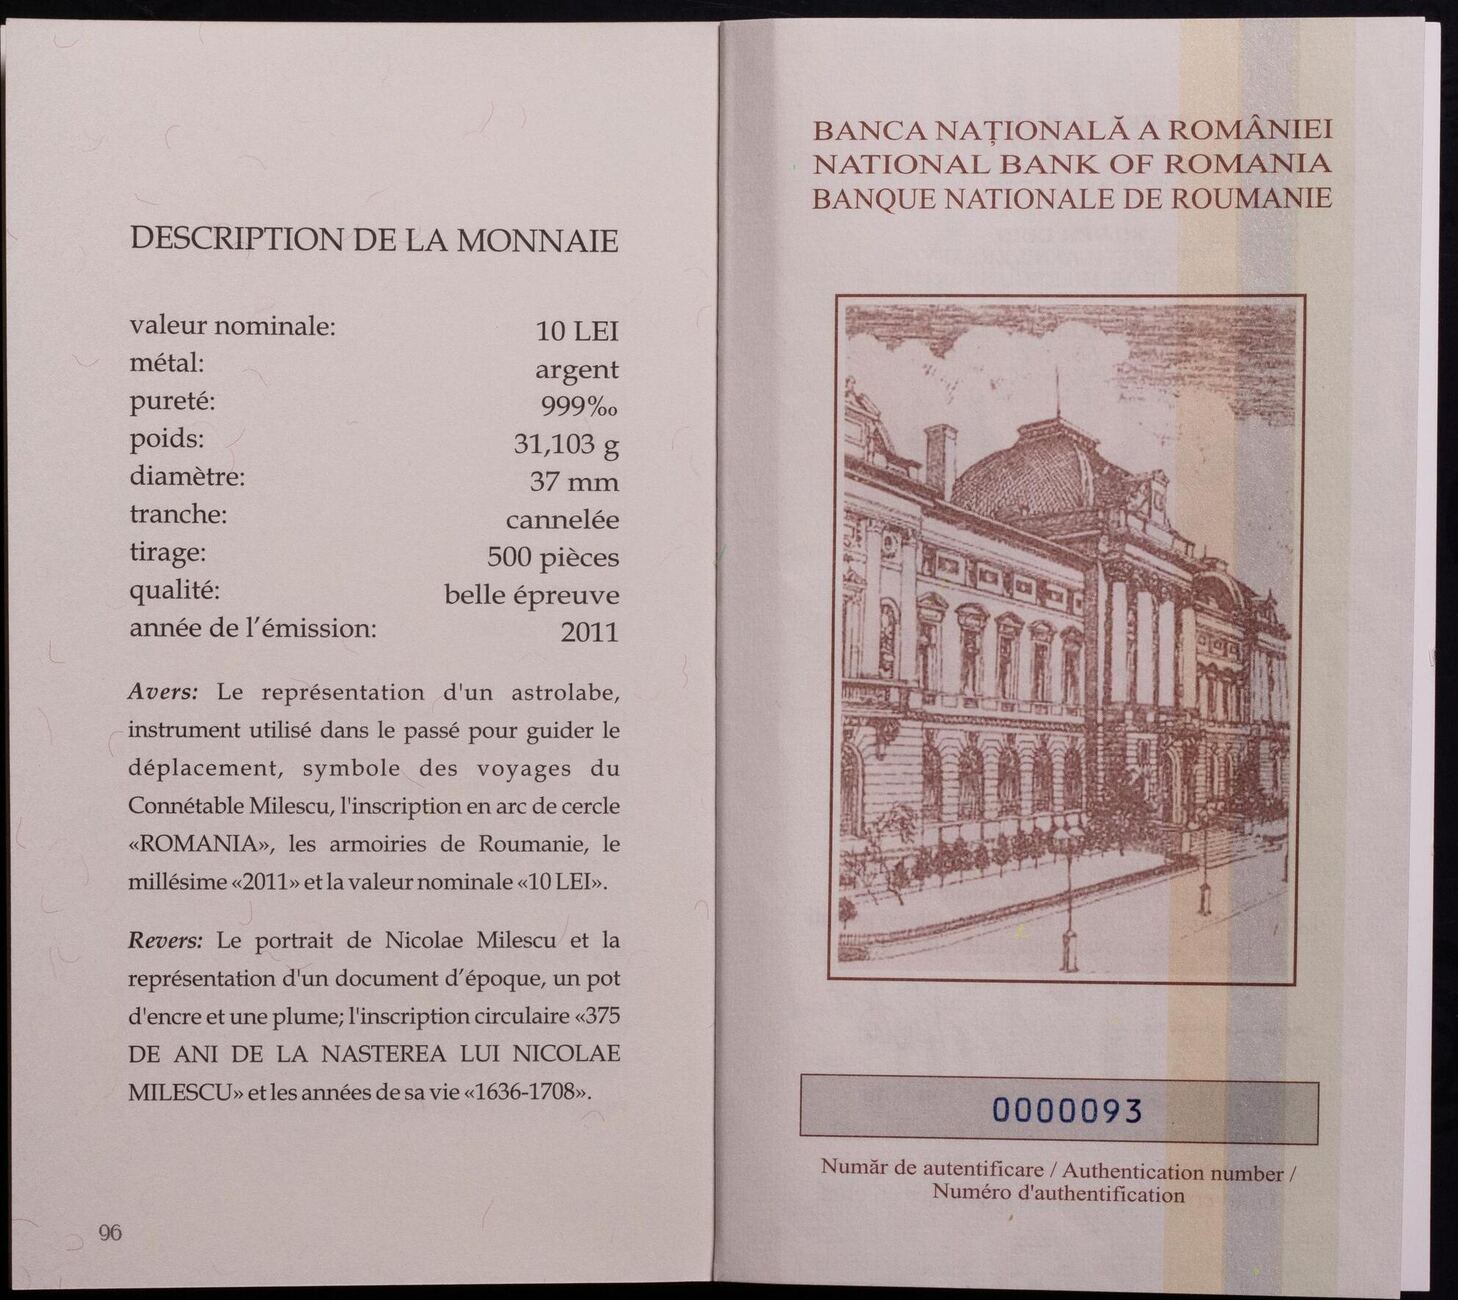 DESCRIPTION DE LA MONNAIE
valeur nominale: 10 LEI
métal: argent
pureté: 999‰
poids: 31,103 g
diamètre: 37 mm
tranche: cannelée
tirage: 500 pièces
qualité: belle épreuve
année de l'émission: 2011
Avers: Le représentation d'un astrolabe,
instrument utilisé dans le passé pour guider le
déplacement, symbole des voyages du
Connétable Milescu, l'inscription en arc de cercle
«ROMANIA», les armoiries de Roumanie, le
millésime «2011» et la valeur nominale «10 LEI».
Revers: Le portrait de Nicolae Milescu et la
représentation d'un document d'époque, un pot
d'encre et une plume; l'inscription circulaire «375
DE ANI DE LA NASTEREA LUI NICOLAE
MILESCU» et les années de sa vie «1636-1708».
96
BANCA NAȚIONALĂ A ROMÂNIEI
NATIONAL BANK OF ROMANIA
BANQUE NATIONALE DE ROUMANIE
0000093
Număr de autentificare / Authentication number /
Numéro d'authentification